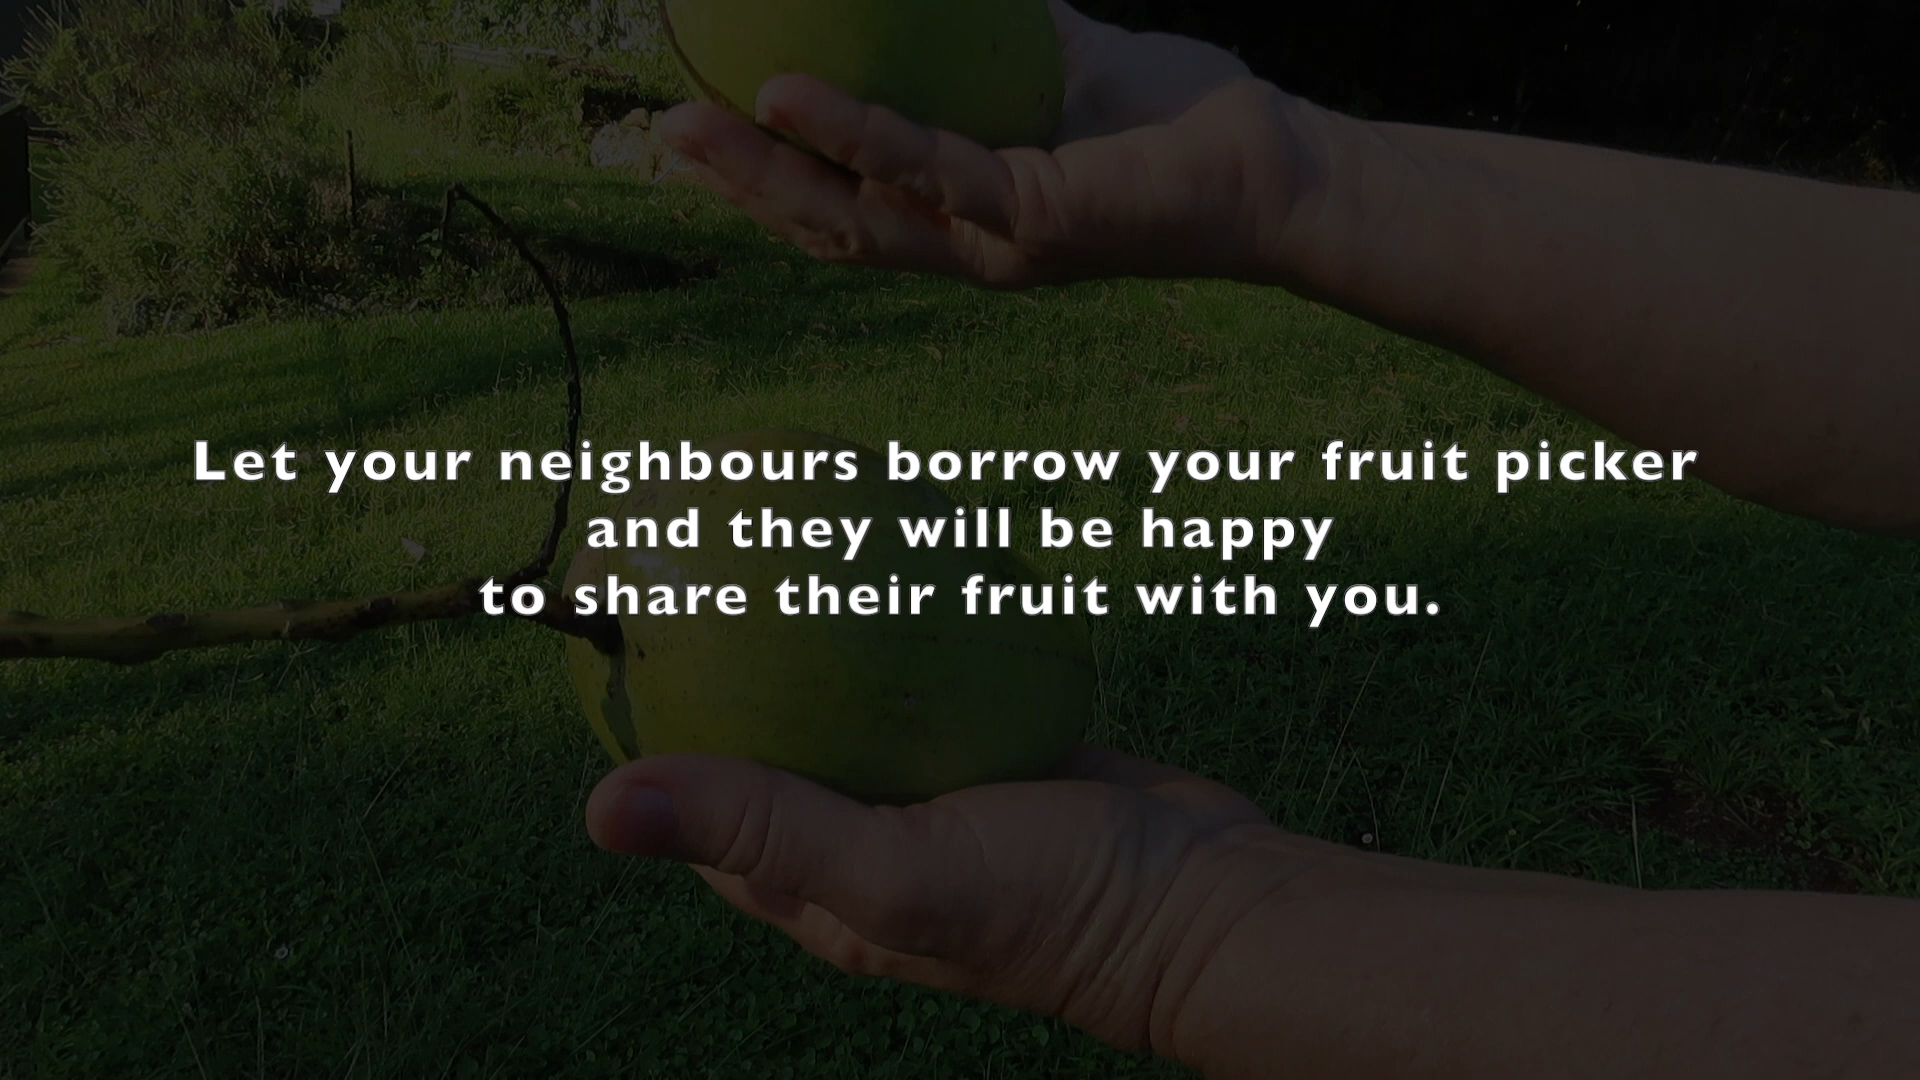 Let your neighbours borrow your fruit picker
and they will be happy
to share their fruit with you.